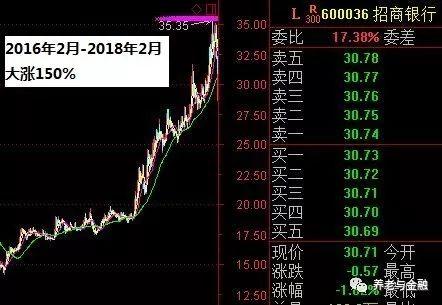 35.35
2016年2月-2018年2月
大涨150%
35.00
32.50
30.00
27.50
25.00
22.50
20.00
17.50
15.00
12.50
L R 300 600036 招商银行
委比 17.38% 委差
卖五 30.78
卖四 30.77
卖三 30.76
卖二 30.75
卖一 30.74
买一 30.73
买二 30.72
买三 30.71
买四 30.70
买五 30.69
现价 30.71 今开
涨跌 -0.57 最高
涨幅 最低
养老与金融